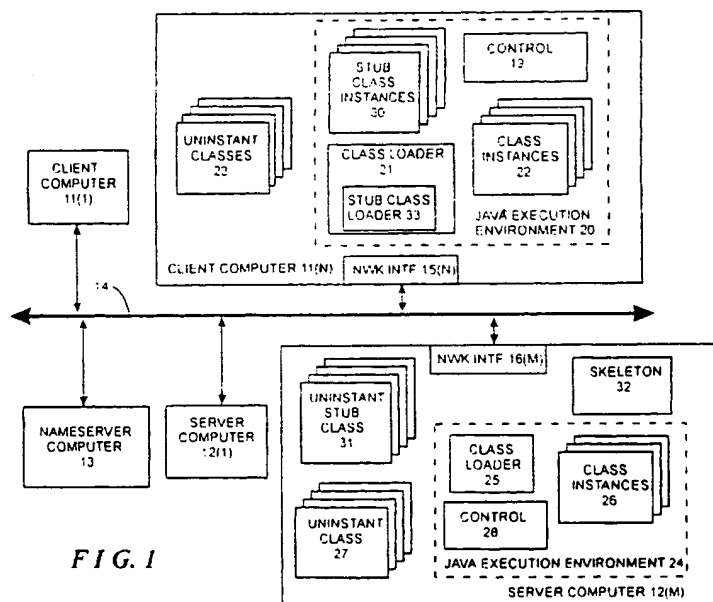 STUB
CLASS
INSTANCES
30
CONTROL
19
UNINSTANT
CLASSES
23
CLASS LOADER
21
STUB CLASS
LOADER 33
CLASS
INSTANCES
22
JAVA EXECUTION
ENVIRONMENT 20
CLIENT COMPUTER 11(N)
NWK INTF 15(N)
CLIENT
COMPUTER
11(1)
14
NAMESERVER
COMPUTER
13
SERVER
COMPUTER
12(1)
NWK INTF 16(M)
UNINSTANT
STUB
CLASS
31
SKELETON
32
CLASS
LOADER
25
CLASS
INSTANCES
26
UNINSTANT
CLASS
27
CONTROL
28
JAVA EXECUTION ENVIRONMENT 24
SERVER COMPUTER 12(M)
FIG. 1